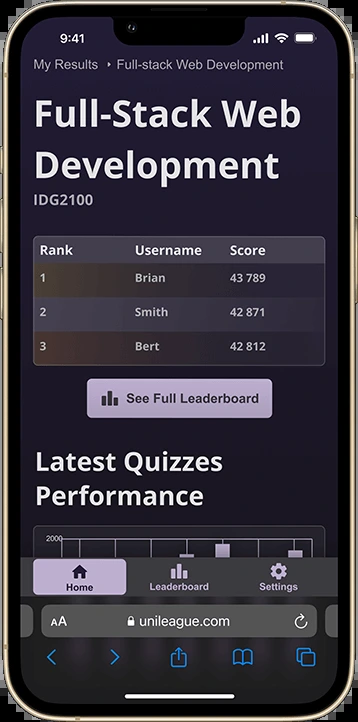 9:41
My Results ‣ Full-stack Web Development
Full-Stack Web
Development
IDG2100
Rank Username Score
1 Brian 43 789
2 Smith 42 871
3 Bert 42 812
See Full Leaderboard
Latest Quizzes
Performance
2000
Home Leaderboard Settings
AA unileague.com